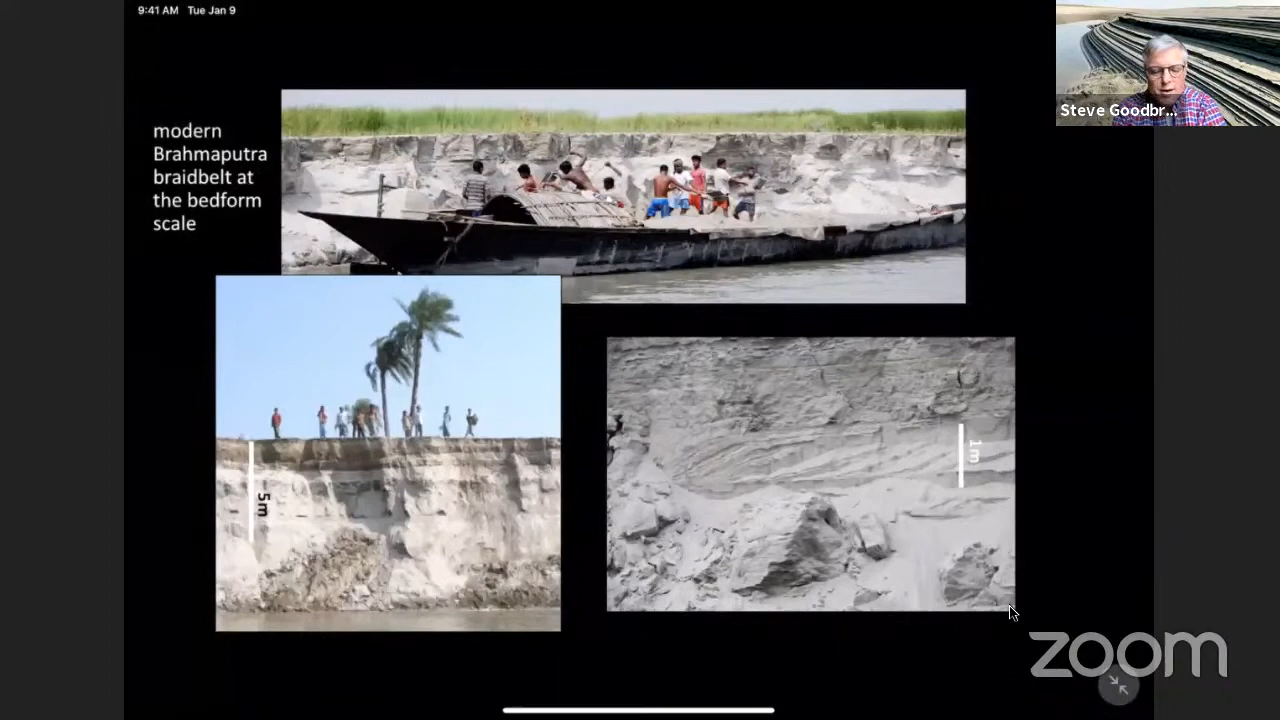 9:41 AM Tue Jan 9
Steve Goodbr...
modern
Brahmaputra
braidbelt at
the bedform
scale
5m
1m
zoom